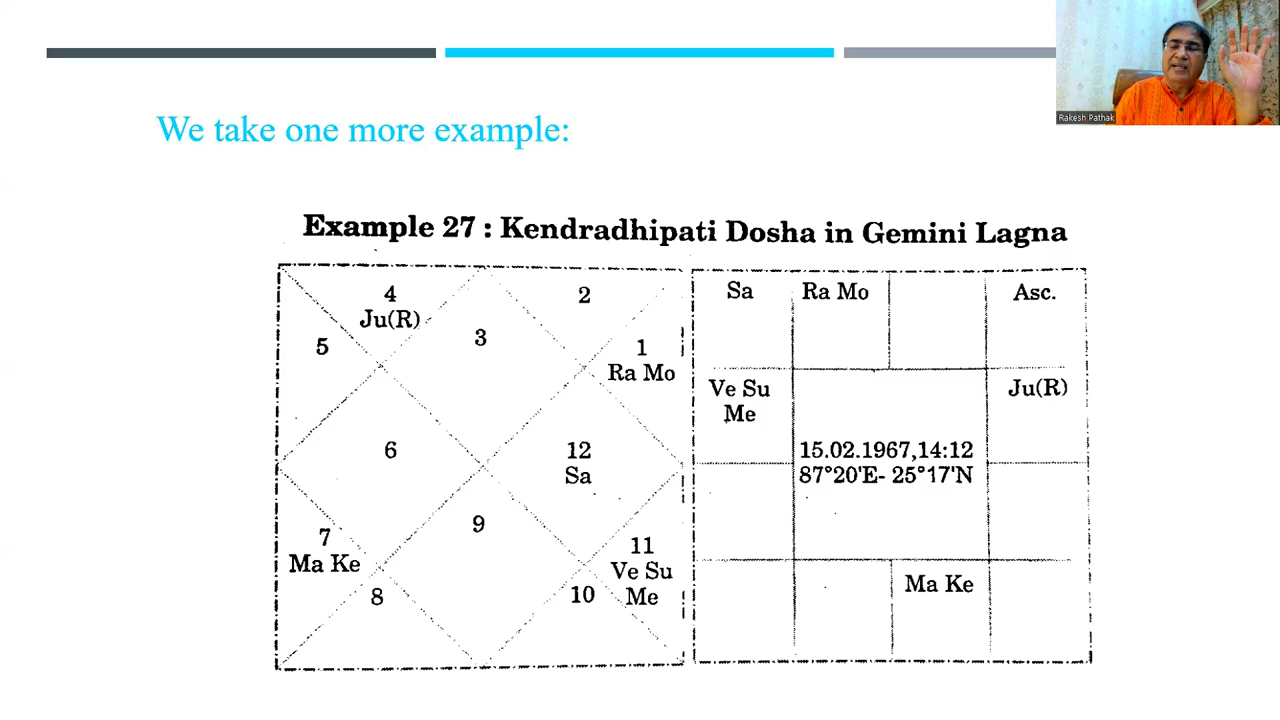 Rakesh Pathak
We take one more example:
Example 27 : Kendradhipati Dosha in Gemini Lagna
4
Ju(R)
2
5
3
1
Ra Mo
6
12
Sa
9
7
Ma Ke
8
10
11
Ve Su
Me
Sa
Ra Mo
Asc.
Ve Su
Me
Ju(R)
15.02.1967,14:12
87°20'E- 25°17'N
Ma Ke